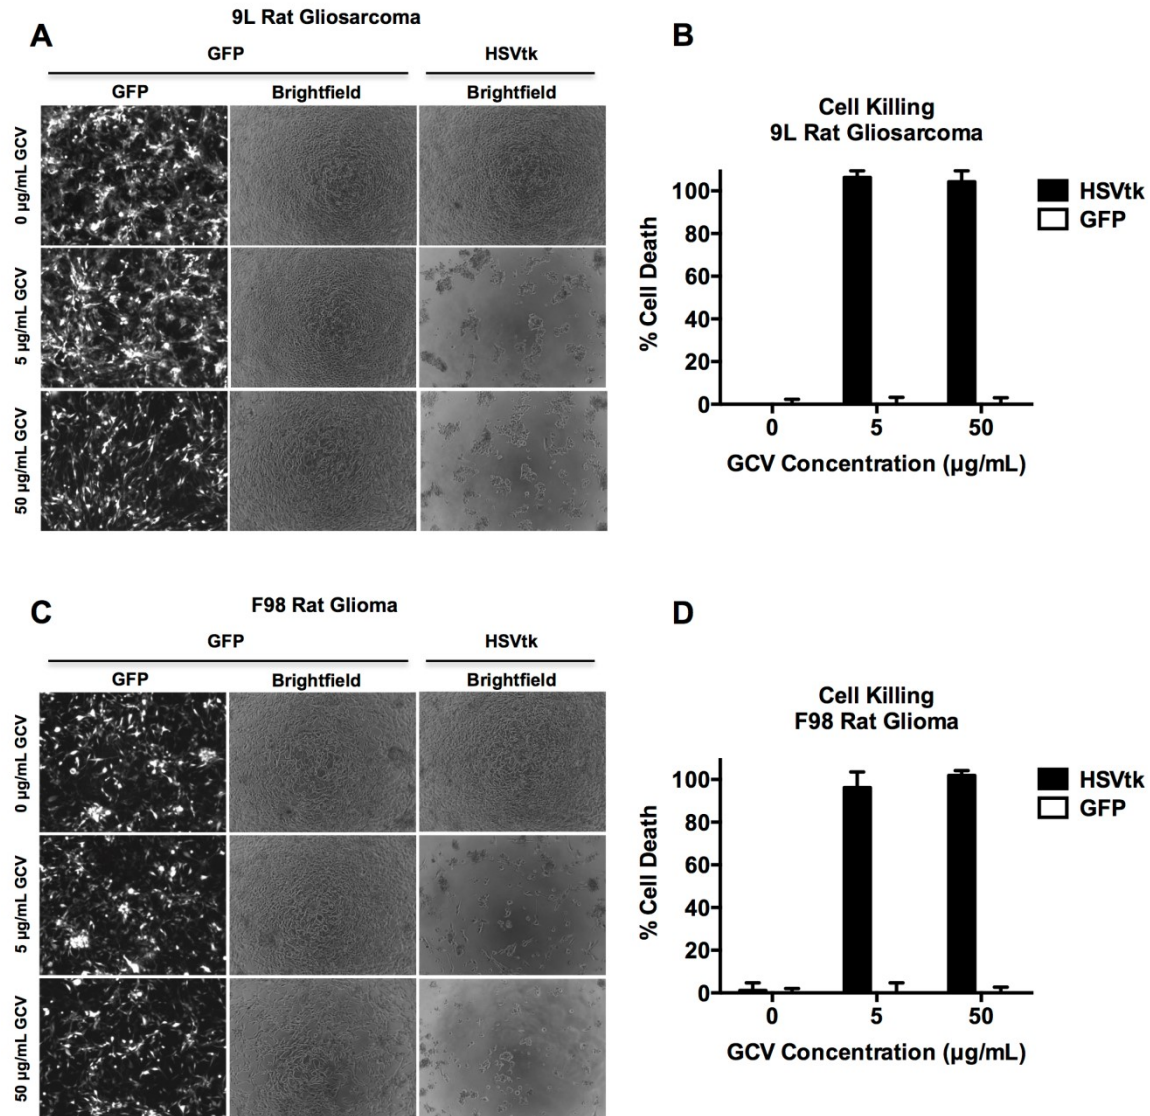 A
9L Rat Gliosarcoma
GFP
HSVtk
GFP
Brightfield
Brightfield
0 µg/mL GCV
5 µg/mL GCV
50 µg/mL GCV
B
Cell Killing
9L Rat Gliosarcoma
% Cell Death
100
80
60
40
20
0
0
5
50
GCV Concentration (µg/mL)
HSVtk
GFP
C
F98 Rat Glioma
GFP
HSVtk
GFP
Brightfield
Brightfield
0 µg/mL GCV
5 µg/mL GCV
50 µg/mL GCV
D
Cell Killing
F98 Rat Glioma
% Cell Death
100
80
60
40
20
0
0
5
50
GCV Concentration (µg/mL)
HSVtk
GFP